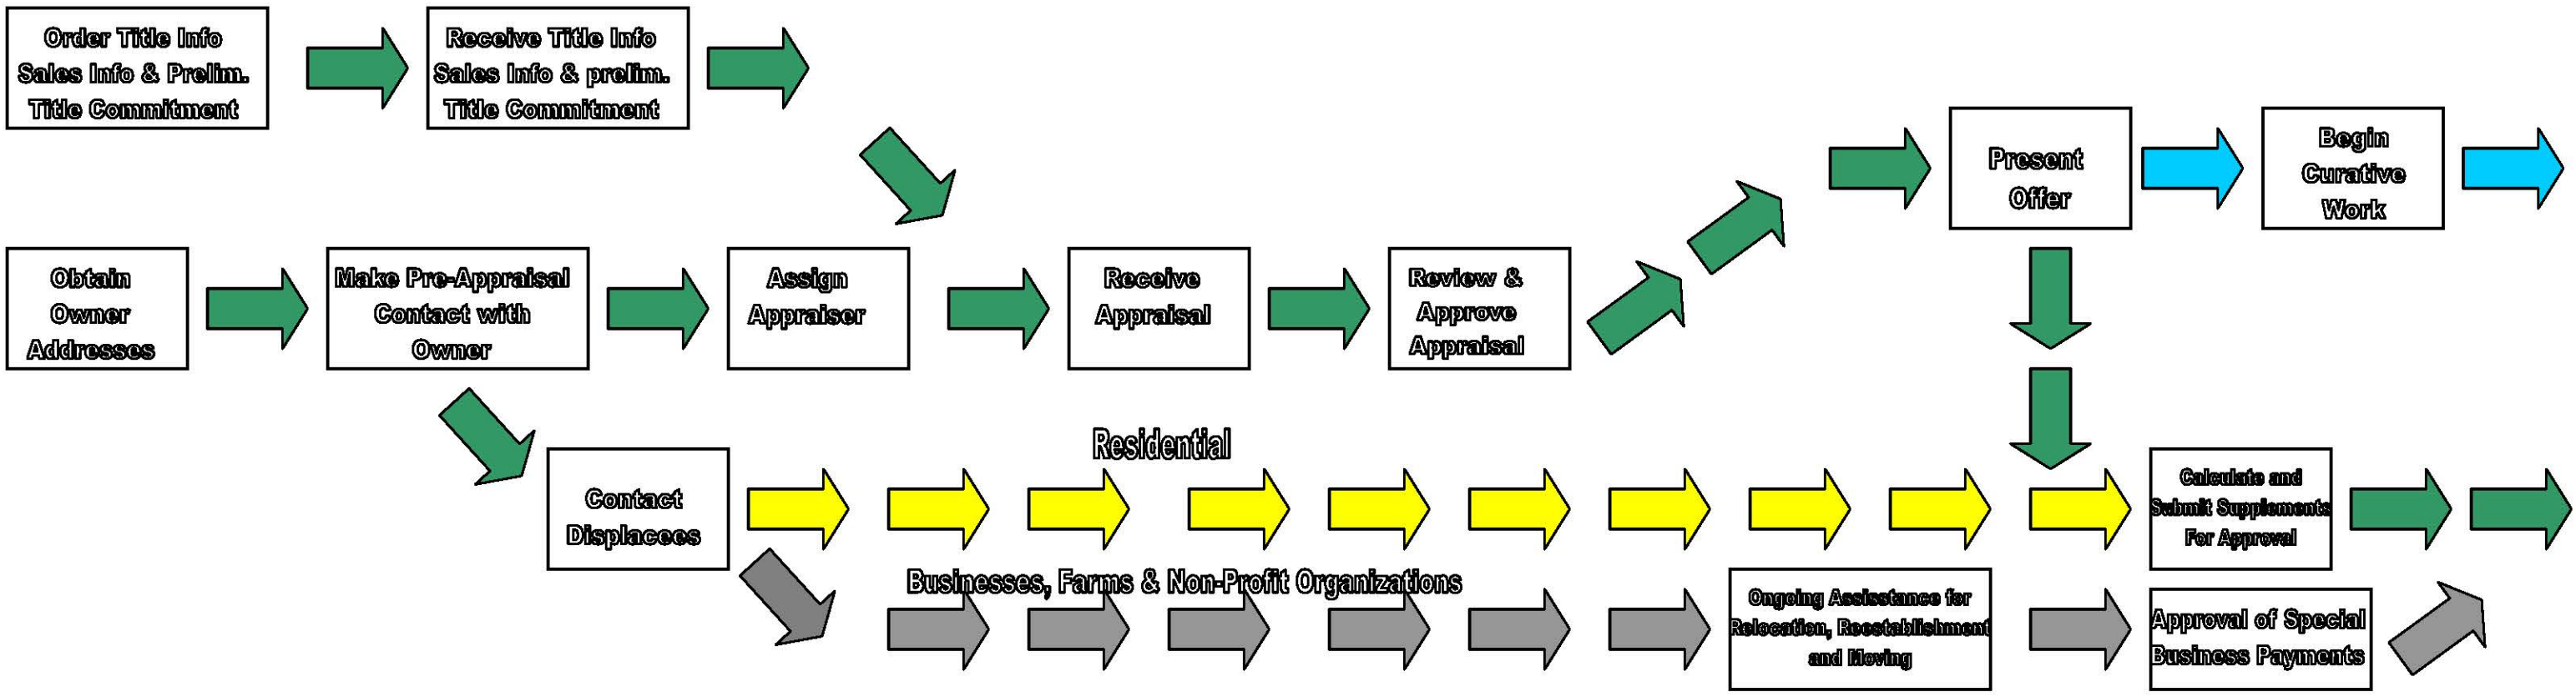 Order Title Info
Sales Info & Prelim.
Title Commitment
Receive Title Info
Sales Info & prelim.
Title Commitment
Present
Offer
Begin
Curative
Work
Obtain
Owner
Addresses
Make Pre-Appraisal
Contact with
Owner
Assign
Appraiser
Receive
Appraisal
Review &
Approve
Appraisal
Residential
Contact
Displacees
Calculate and
Submit Supplements
For Approval
Businesses, Farms & Non-Profit Organizations
Ongoing Assisstance for
Relocation, Reestablishment
and Moving
Approval of Special
Business Payments